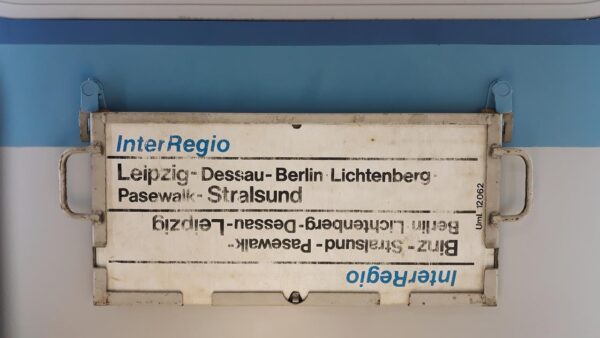 InterRegio
Leipzig- Dessau- Berlin-Lichtenberg-
Pasewalk- Stralsund
Uml. 12062
InterRegio
Binz-Stralsund-Pasewalk-
Berlin-Lichtenberg-Dessau-Leipzig